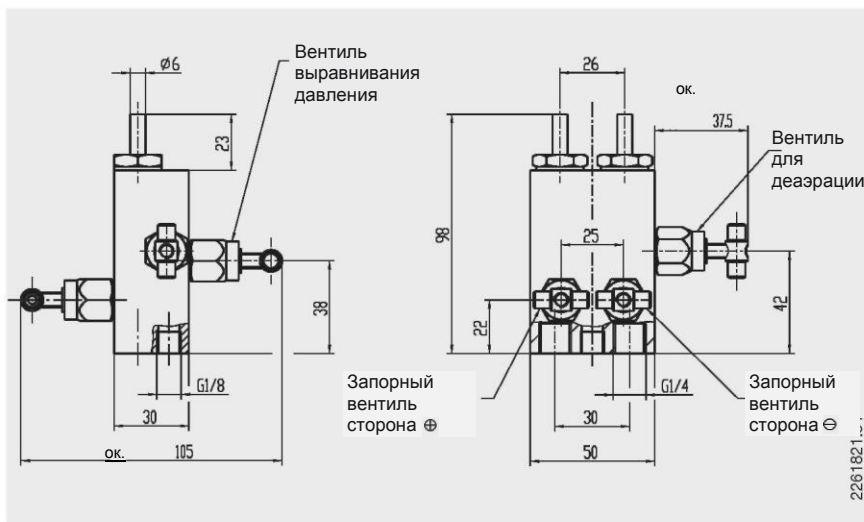 Ø6
Вентиль
выравнивания
давления
23
38
G1/8
30
ок.
105
26
ок.
37.5
Вентиль
для
деаэрации
98
25
42
22
Запорный
вентиль
сторона ⊕
G1/4
Запорный
вентиль
сторона ⊖
30
50